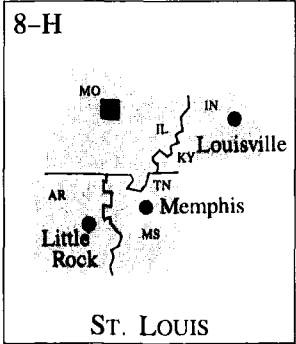 8–H
MO
IN
IL
Louisville
KY
TN
AR
Memphis
Little
Rock
MS
ST. LOUIS